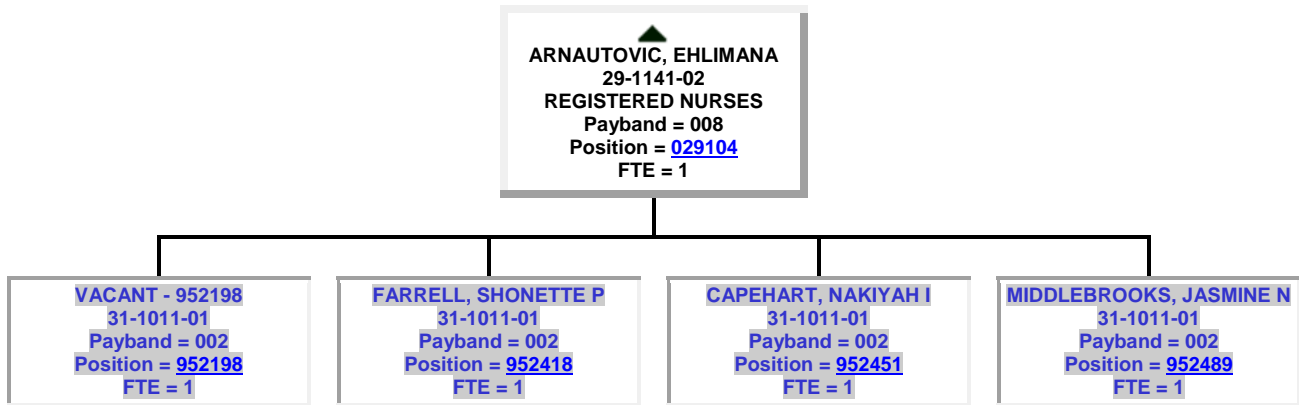 ARNAUTOVIC, EHLIMANA
29-1141-02
REGISTERED NURSES
Payband = 008
Position = 029104
FTE = 1
VACANT - 952198
31-1011-01
Payband = 002
Position = 952198
FTE = 1
FARRELL, SHONETTE P
31-1011-01
Payband = 002
Position = 952418
FTE = 1
CAPEHART, NAKIYAH I
31-1011-01
Payband = 002
Position = 952451
FTE = 1
MIDDLEBROOKS, JASMINE N
31-1011-01
Payband = 002
Position = 952489
FTE = 1